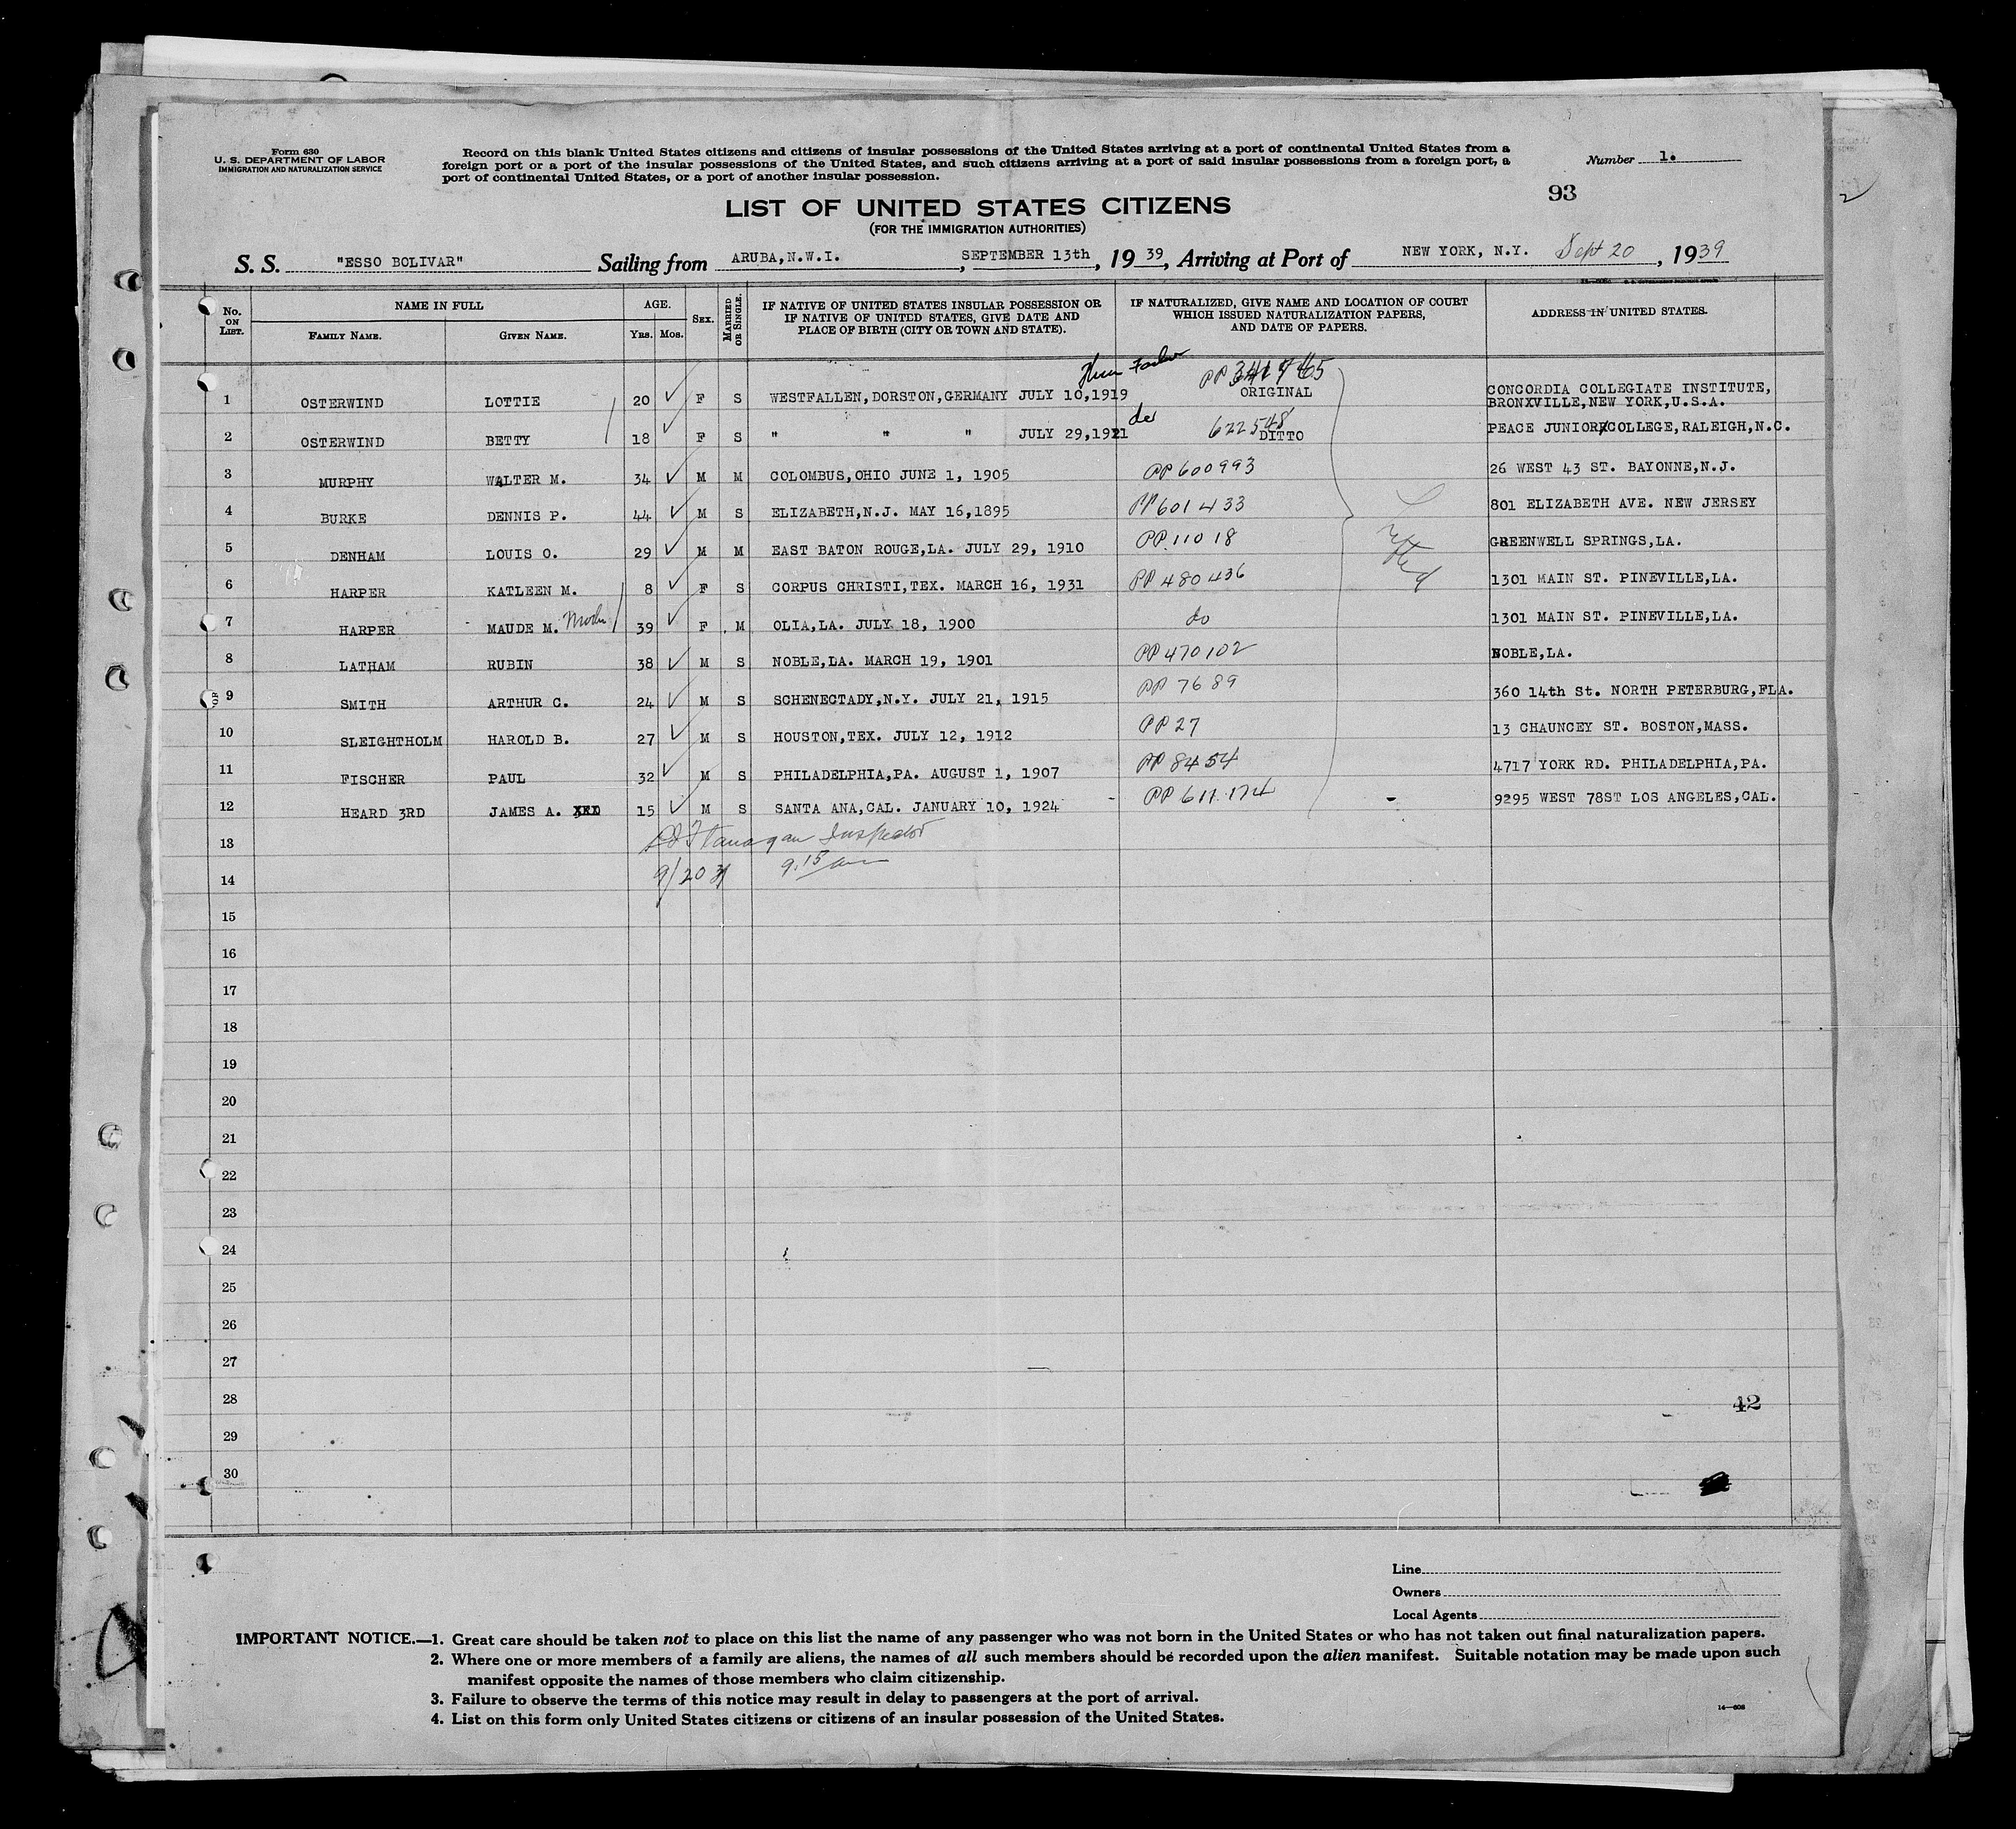 Form 630
U. S. DEPARTMENT OF LABOR
IMMIGRATION AND NATURALIZATION SERVICE
Record on this blank United States citizens and citizens of insular possessions of the United States arriving at a port of continental United States from a
foreign port or a port of the insular possessions of the United States, and such citizens arriving at a port of said insular possessions from a foreign port, a
port of continental United States, or a port of another insular possession.
Number 1.
93
LIST OF UNITED STATES CITIZENS
(FOR THE IMMIGRATION AUTHORITIES)
S. S. "ESSO BOLIVAR" Sailing from ARUBA,N.W.I. , SEPTEMBER 13th , 19 39, Arriving at Port of NEW YORK, N.Y. Sept 20 , 1939
No. ON LIST. NAME IN FULL AGE. SEX. MARRIED OR SINGLE. IF NATIVE OF UNITED STATES INSULAR POSSESSION OR IF NATIVE OF UNITED STATES, GIVE DATE AND PLACE OF BIRTH (CITY OR TOWN AND STATE). IF NATURALIZED, GIVE NAME AND LOCATION OF COURT WHICH ISSUED NATURALIZATION PAPERS, AND DATE OF PAPERS. ADDRESS IN UNITED STATES.
FAMILY NAME. GIVEN NAME. YRS. MOS.
1 OSTERWIND LOTTIE 20 ✓ F S WESTFALLEN,DORSTON,GERMANY JULY 10,1919 ORIGINAL CONCORDIA COLLEGIATE INSTITUTE,
BRONXVILLE,NEW YORK,U.S.A.
2 OSTERWIND BETTY 18 ✓ F S " " " JULY 29,1921 do 622548 DITTO PEACE JUNIOR COLLEGE,RALEIGH,N.C.
3 MURPHY WALTER M. 34 ✓ M M COLOMBUS,OHIO JUNE 1, 1905 PP 600993 26 WEST 43 ST. BAYONNE,N.J.
4 BURKE DENNIS P. 44 ✓ M S ELIZABETH,N.J. MAY 16,1895 PP 601433 801 ELIZABETH AVE. NEW JERSEY
5 DENHAM LOUIS O. 29 ✓ M M EAST BATON ROUGE,LA. JULY 29, 1910 PP 11018 GREENWELL SPRINGS,LA.
6 HARPER KATLEEN M. 8 ✓ F S CORPUS CHRISTI,TEX. MARCH 16, 1931 PP 480436 1301 MAIN ST. PINEVILLE,LA.
7 HARPER MAUDE M. 39 ✓ F M OLIA,LA. JULY 18, 1900 do 1301 MAIN ST. PINEVILLE,LA.
8 LATHAM RUBIN 38 ✓ M S NOBLE,LA. MARCH 19, 1901 PP 470102 NOBLE,LA.
9 SMITH ARTHUR C. 24 ✓ M S SCHENECTADY,N.Y. JULY 21, 1915 PP 7689 360 14th St. NORTH PETERBURG,FLA.
10 SLEIGHTHOLM HAROLD B. 27 ✓ M S HOUSTON,TEX. JULY 12, 1912 PP 27 13 CHAUNCEY ST. BOSTON,MASS.
11 FISCHER PAUL 32 ✓ M S PHILADELPHIA,PA. AUGUST 1, 1907 PP 8454 4717 YORK RD. PHILADELPHIA,PA.
12 HEARD 3RD JAMES A. 15 ✓ M S SANTA ANA,CAL. JANUARY 10, 1924 PP 611174 9295 WEST 78ST LOS ANGELES,CAL.
13 Flanagan Inspector
14 9/20 39 9.15 am
15
16
17
18
19
20
21
22
23
24
25
26
27
28 42
29
30
Line
Owners
Local Agents
IMPORTANT NOTICE.—1. Great care should be taken not to place on this list the name of any passenger who was not born in the United States or who has not taken out final naturalization papers.
2. Where one or more members of a family are aliens, the names of all such members should be recorded upon the alien manifest. Suitable notation may be made upon such
manifest opposite the names of those members who claim citizenship.
3. Failure to observe the terms of this notice may result in delay to passengers at the port of arrival.
4. List on this form only United States citizens or citizens of an insular possession of the United States.